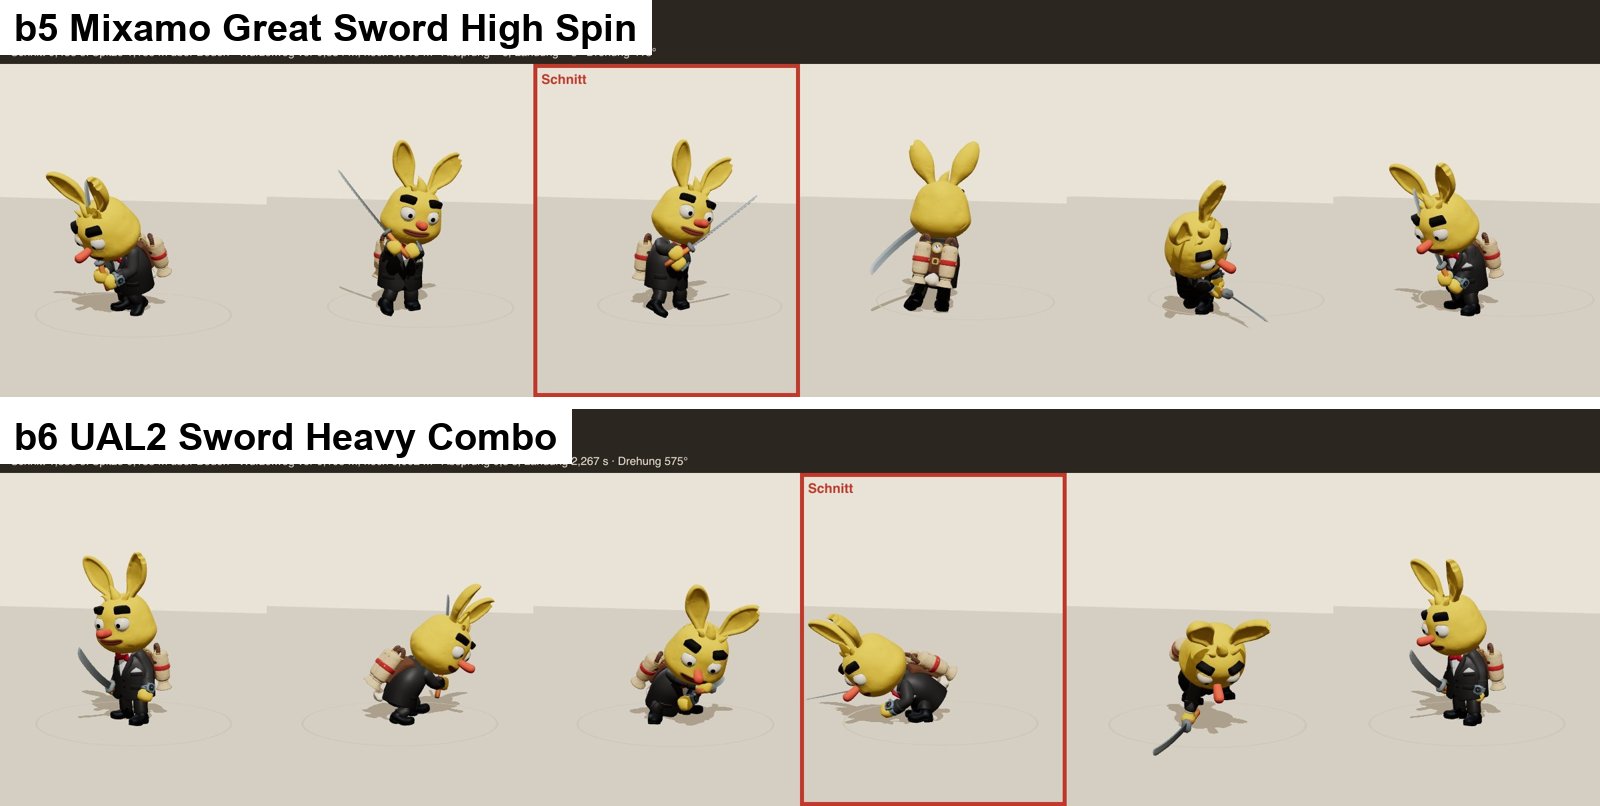 b5 Mixamo Great Sword High Spin
Schnitt
b6 UAL2 Sword Heavy Combo
2,267 s · Drehung 575°
Schnitt